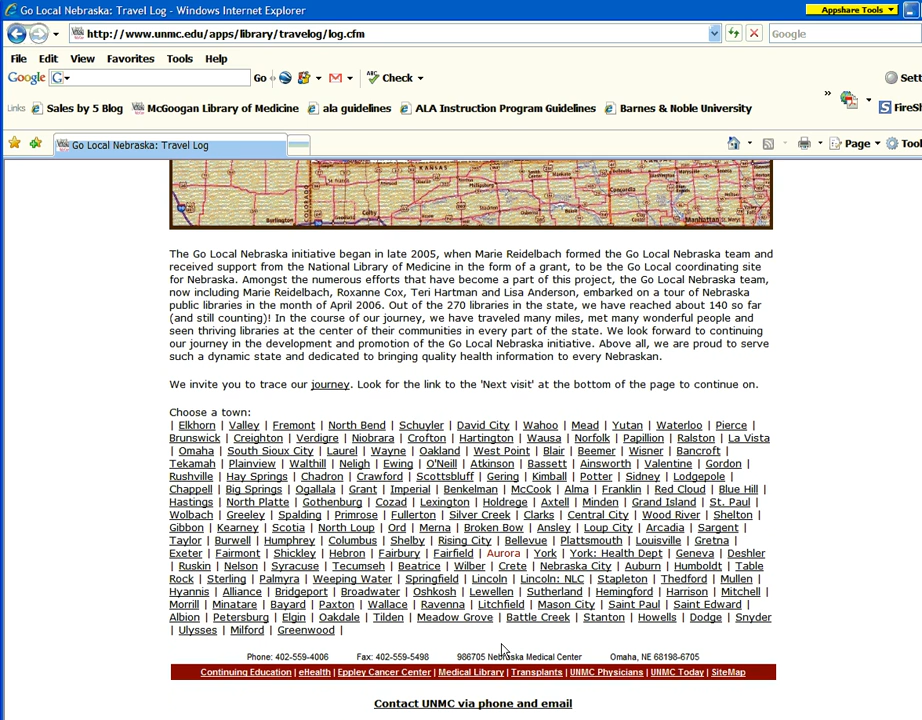 Go Local Nebraska: Travel Log - Windows Internet Explorer
Appshare Tools
http://www.unmc.edu/apps/library/travelog/log.cfm
Google
File Edit View Favorites Tools Help
Google G Go Check Sett
Links Sales by 5 Blog McGoogan Library of Medicine ala guidelines ALA Instruction Program Guidelines Barnes & Noble University » FireSh
Go Local Nebraska: Travel Log Page Tool
KANSAS
COLORADO
Burlington Colby Concordia Manhattan
The Go Local Nebraska initiative began in late 2005, when Marie Reidelbach formed the Go Local Nebraska team and
received support from the National Library of Medicine in the form of a grant, to be the Go Local coordinating site
for Nebraska. Amongst the numerous efforts that have become a part of this project, the Go Local Nebraska team,
now including Marie Reidelbach, Roxanne Cox, Teri Hartman and Lisa Anderson, embarked on a tour of Nebraska
public libraries in the month of April 2006. Out of the 270 libraries in the state, we have reached about 140 so far
(and still counting)! In the course of our journey, we have traveled many miles, met many wonderful people and
seen thriving libraries at the center of their communities in every part of the state. We look forward to continuing
our journey in the development and promotion of the Go Local Nebraska initiative. Above all, we are proud to serve
such a dynamic state and dedicated to bringing quality health information to every Nebraskan.
We invite you to trace our journey. Look for the link to the 'Next visit' at the bottom of the page to continue on.
Choose a town:
| Elkhorn | Valley | Fremont | North Bend | Schuyler | David City | Wahoo | Mead | Yutan | Waterloo | Pierce |
Brunswick | Creighton | Verdigre | Niobrara | Crofton | Hartington | Wausa | Norfolk | Papillion | Ralston | La Vista
| Omaha | South Sioux City | Laurel | Wayne | Oakland | West Point | Blair | Beemer | Wisner | Bancroft |
Tekamah | Plainview | Walthill | Neligh | Ewing | O'Neill | Atkinson | Bassett | Ainsworth | Valentine | Gordon |
Rushville | Hay Springs | Chadron | Crawford | Scottsbluff | Gering | Kimball | Potter | Sidney | Lodgepole |
Chappell | Big Springs | Ogallala | Grant | Imperial | Benkelman | McCook | Alma | Franklin | Red Cloud | Blue Hill |
Hastings | North Platte | Gothenburg | Cozad | Lexington | Holdrege | Axtell | Minden | Grand Island | St. Paul |
Wolbach | Greeley | Spalding | Primrose | Fullerton | Silver Creek | Clarks | Central City | Wood River | Shelton |
Gibbon | Kearney | Scotia | North Loup | Ord | Merna | Broken Bow | Ansley | Loup City | Arcadia | Sargent |
Taylor | Burwell | Humphrey | Columbus | Shelby | Rising City | Bellevue | Plattsmouth | Louisville | Gretna |
Exeter | Fairmont | Shickley | Hebron | Fairbury | Fairfield | Aurora | York | York: Health Dept | Geneva | Deshler
| Ruskin | Nelson | Syracuse | Tecumseh | Beatrice | Wilber | Crete | Nebraska City | Auburn | Humboldt | Table
Rock | Sterling | Palmyra | Weeping Water | Springfield | Lincoln | Lincoln: NLC | Stapleton | Thedford | Mullen |
Hyannis | Alliance | Bridgeport | Broadwater | Oshkosh | Lewellen | Sutherland | Hemingford | Harrison | Mitchell |
Morrill | Minatare | Bayard | Paxton | Wallace | Ravenna | Litchfield | Mason City | Saint Paul | Saint Edward |
Albion | Petersburg | Elgin | Oakdale | Tilden | Meadow Grove | Battle Creek | Stanton | Howells | Dodge | Snyder
| Ulysses | Milford | Greenwood |
Phone: 402-559-4006 Fax: 402-559-5498 986705 Nebraska Medical Center Omaha, NE 68198-6705
Continuing Education | eHealth | Eppley Cancer Center | Medical Library | Transplants | UNMC Physicians | UNMC Today | SiteMap
Contact UNMC via phone and email